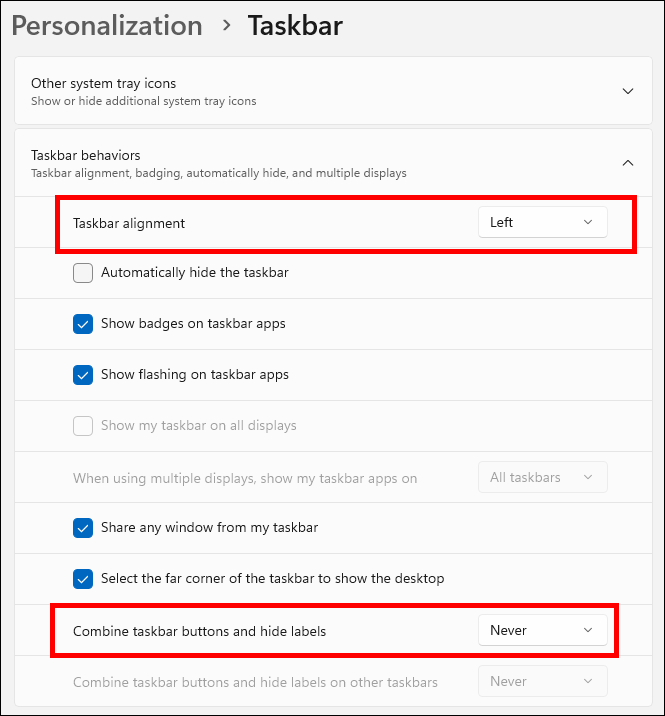 Personalization > Taskbar
Other system tray icons
Show or hide additional system tray icons
Taskbar behaviors
Taskbar alignment, badging, automatically hide, and multiple displays
Taskbar alignment Left
Automatically hide the taskbar
Show badges on taskbar apps
Show flashing on taskbar apps
Show my taskbar on all displays
When using multiple displays, show my taskbar apps on All taskbars
Share any window from my taskbar
Select the far corner of the taskbar to show the desktop
Combine taskbar buttons and hide labels Never
Combine taskbar buttons and hide labels on other taskbars Never